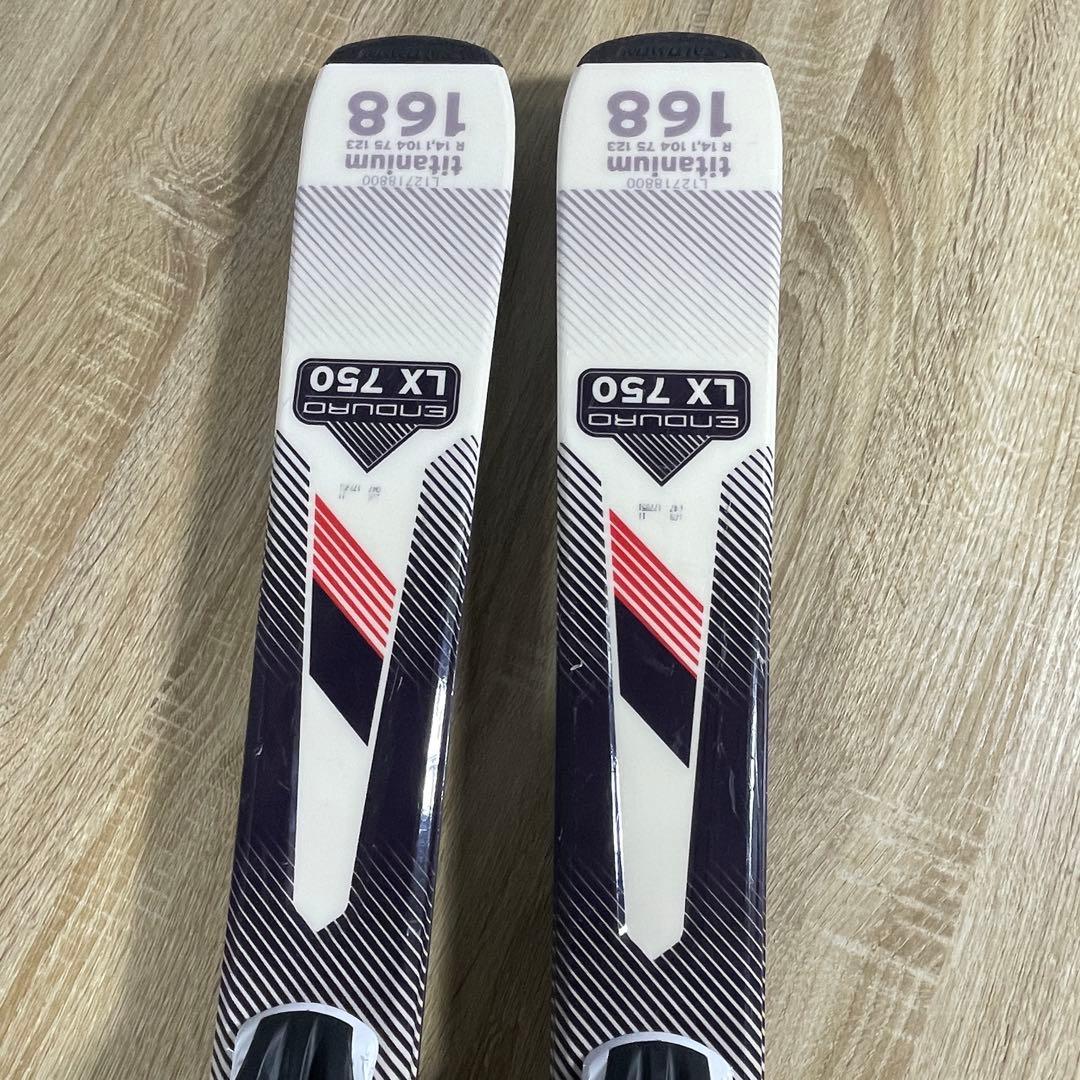 ENDURO
LX 750
L12718800
titanium
R 14,1 104 75 123
168
ENDURO
LX 750
L12718800
titanium
R 14,1 104 75 123
168